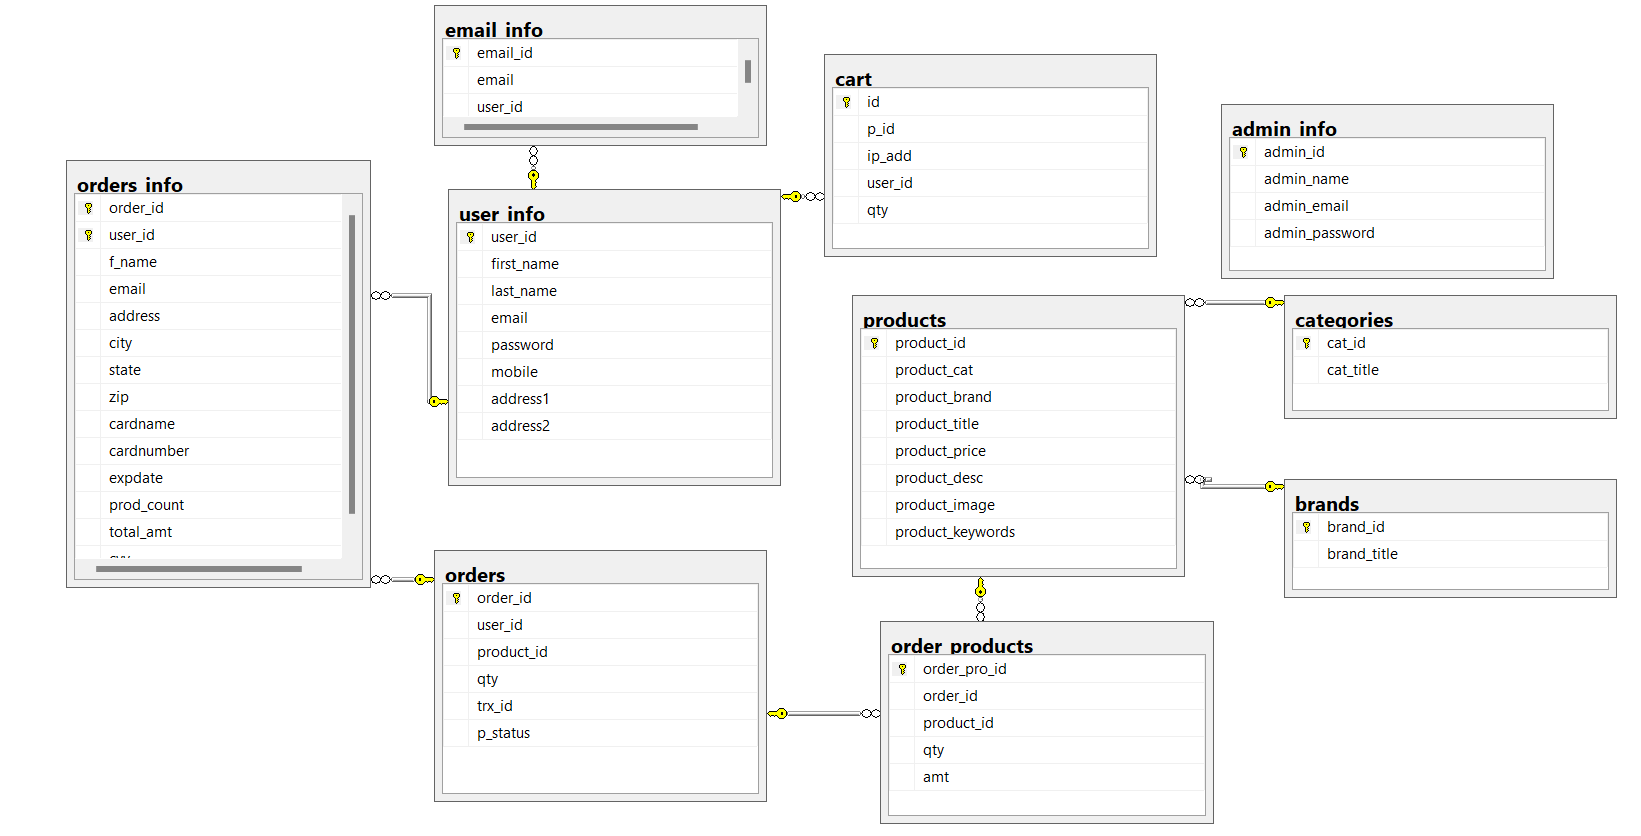 email_info
email_id
email
user_id
cart
id
p_id
ip_add
user_id
qty
admin_info
admin_id
admin_name
admin_email
admin_password
orders_info
order_id
user_id
f_name
email
address
city
state
zip
cardname
cardnumber
expdate
prod_count
total_amt
user_info
user_id
first_name
last_name
email
password
mobile
address1
address2
products
product_id
product_cat
product_brand
product_title
product_price
product_desc
product_image
product_keywords
categories
cat_id
cat_title
brands
brand_id
brand_title
orders
order_id
user_id
product_id
qty
trx_id
p_status
order_products
order_pro_id
order_id
product_id
qty
amt